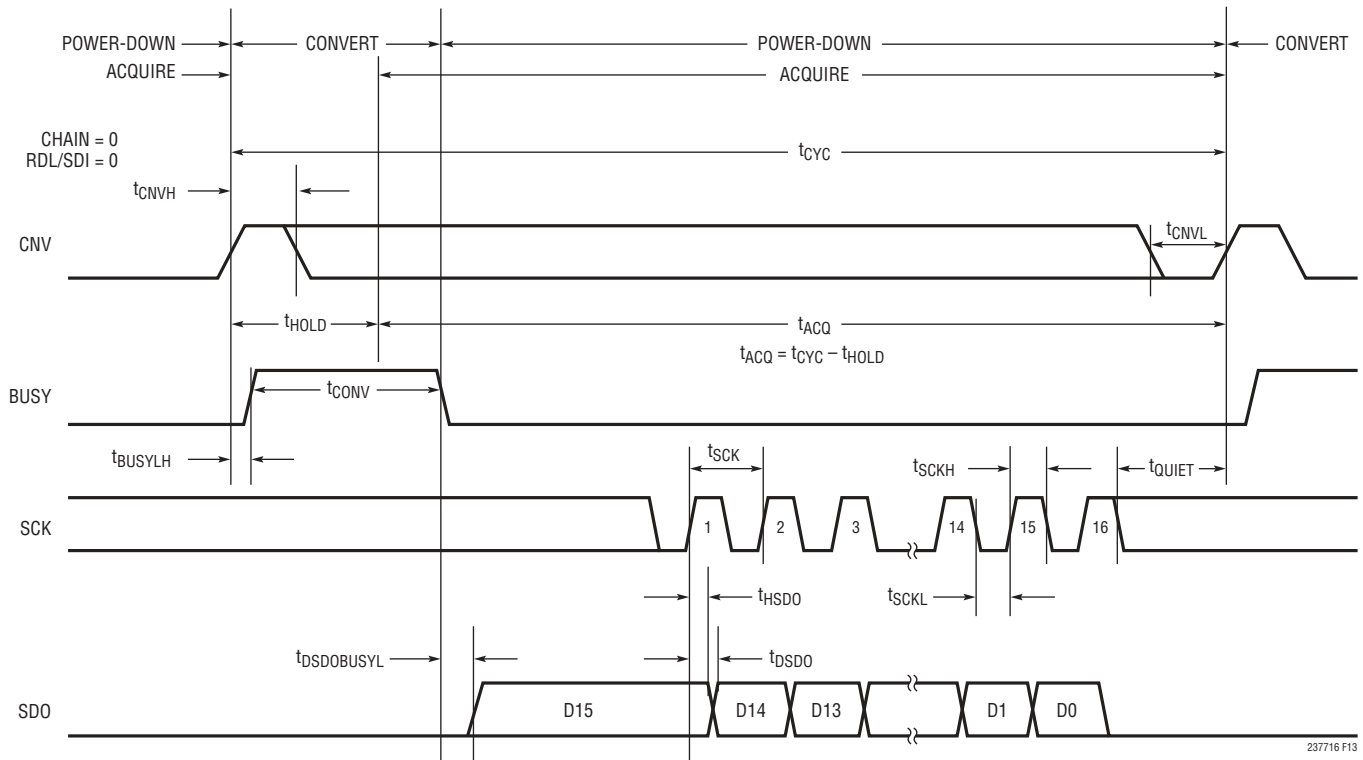 POWER-DOWN CONVERT POWER-DOWN CONVERT
ACQUIRE ACQUIRE
CHAIN = 0
RDL/SDI = 0
tCYC
tCNVH
CNV
tCNVL
tHOLD tACQ
tACQ = tCYC – tHOLD
BUSY
tCONV
tBUSYLH
tSCK tSCKH tQUIET
SCK
1 2 3 14 15 16
tHSDO tSCKL
tDSDOBUSYL tDSDO
SDO
D15 D14 D13 D1 D0
237716 F13